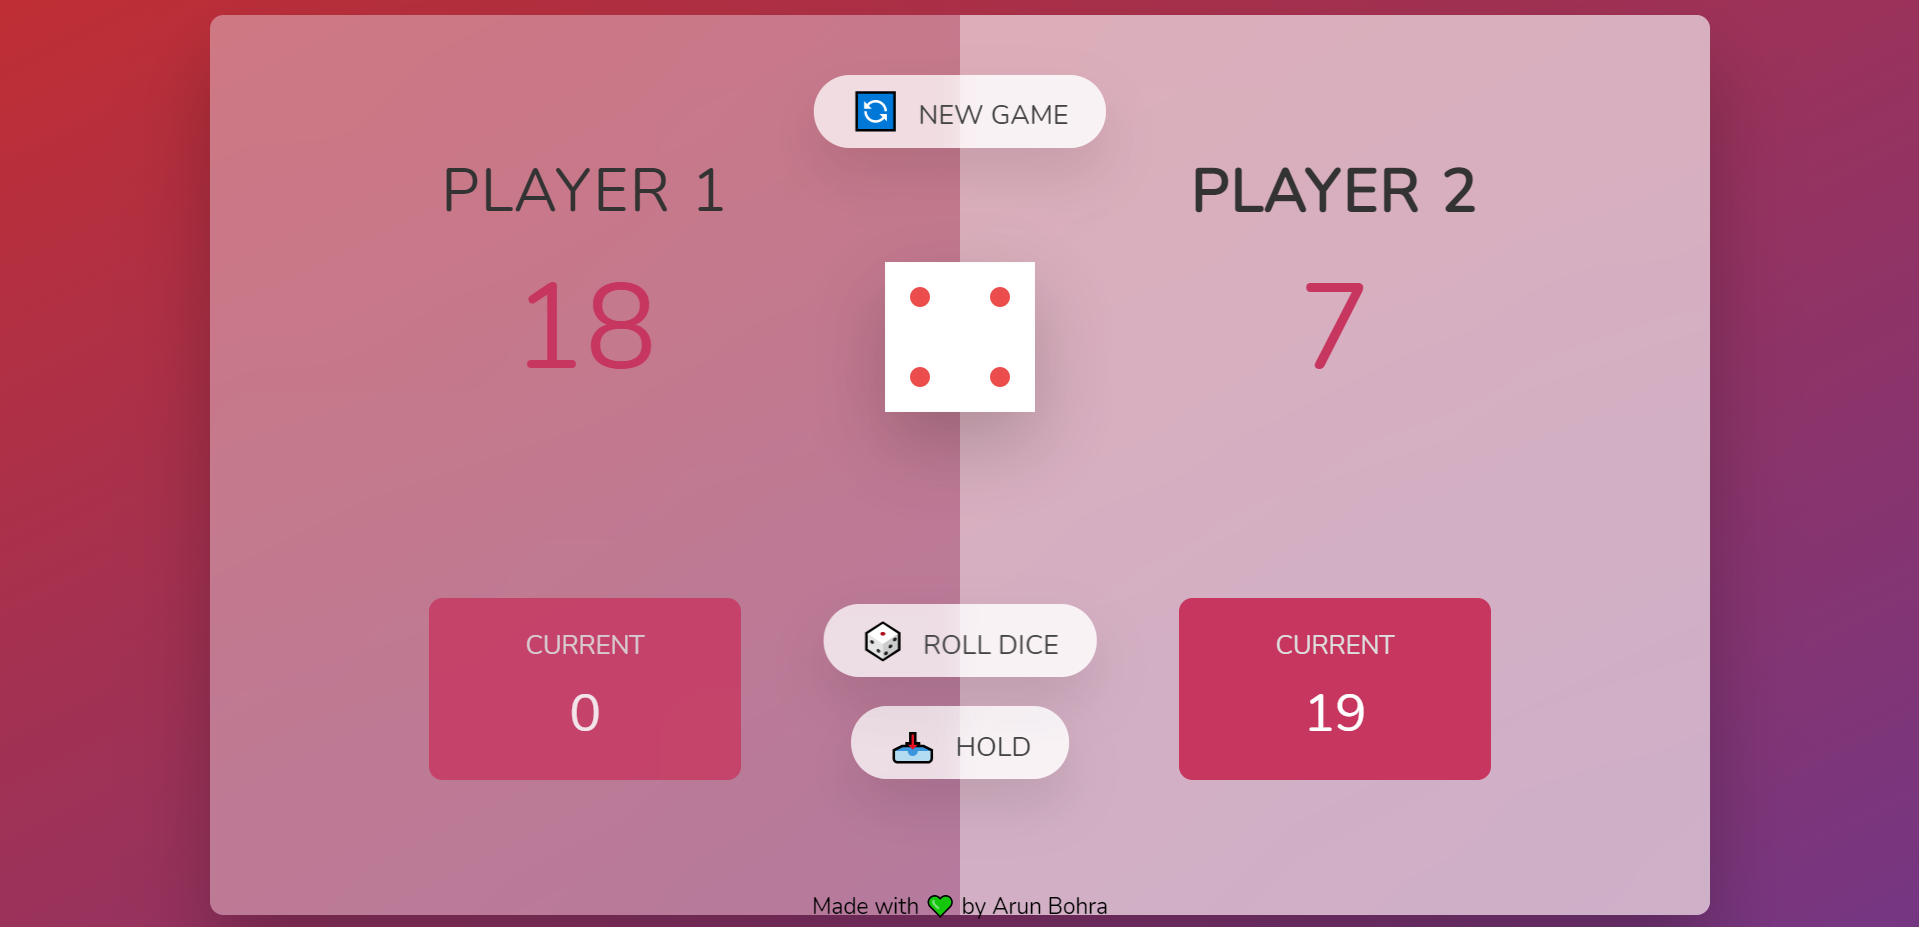 NEW GAME
PLAYER 1
18
PLAYER 2
7
CURRENT
0
ROLL DICE
HOLD
CURRENT
19
Made with 💚 by Arun Bohra